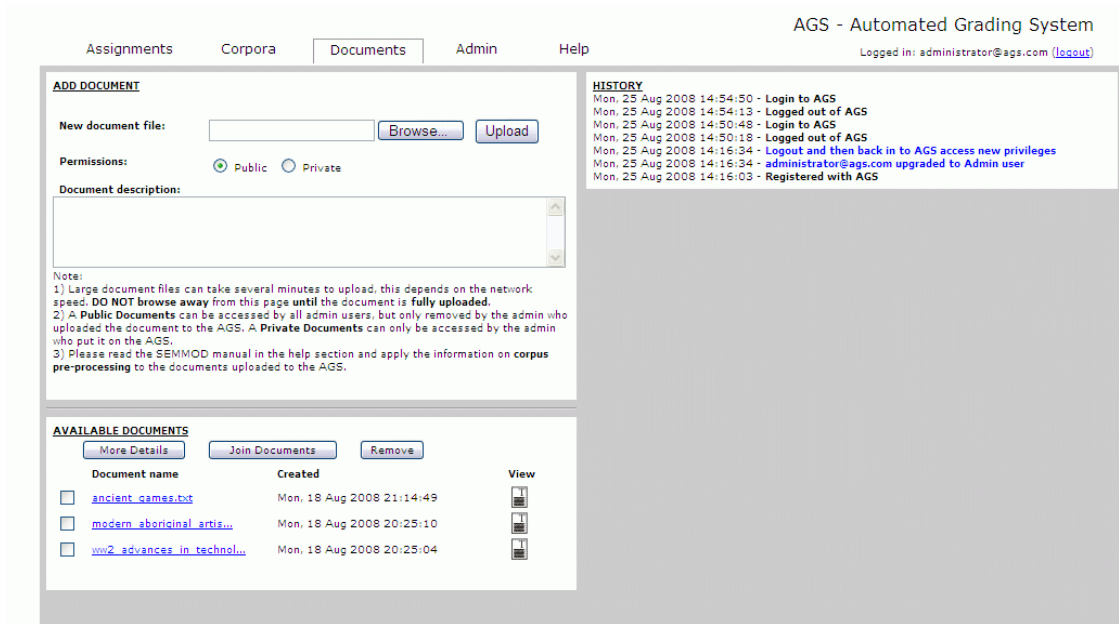 AGS - Automated Grading System
Assignments Corpora Documents Admin Help
Logged in: administrator@ags.com (logout)
ADD DOCUMENT
New document file: Browse... Upload
Permissions: Public Private
Document description:
Note:
1) Large document files can take several minutes to upload, this depends on the network
speed. DO NOT browse away from this page until the document is fully uploaded.
2) A Public Documents can be accessed by all admin users, but only removed by the admin who
uploaded the document to the AGS. A Private Documents can only be accessed by the admin
who put it on the AGS.
3) Please read the SEMMOD manual in the help section and apply the information on corpus
pre-processing to the documents uploaded to the AGS.
AVAILABLE DOCUMENTS
More Details Join Documents Remove
Document name Created View
ancient_games.txt Mon, 18 Aug 2008 21:14:49
modern_aboriginal_artis... Mon, 18 Aug 2008 20:25:10
ww2_advances_in_technol... Mon, 18 Aug 2008 20:25:04
HISTORY
Mon, 25 Aug 2008 14:54:50 - Login to AGS
Mon, 25 Aug 2008 14:54:13 - Logged out of AGS
Mon, 25 Aug 2008 14:50:48 - Login to AGS
Mon, 25 Aug 2008 14:50:18 - Logged out of AGS
Mon, 25 Aug 2008 14:16:34 - Logout and then back in to AGS access new privileges
Mon, 25 Aug 2008 14:16:34 - administrator@ags.com upgraded to Admin user
Mon, 25 Aug 2008 14:16:03 - Registered with AGS